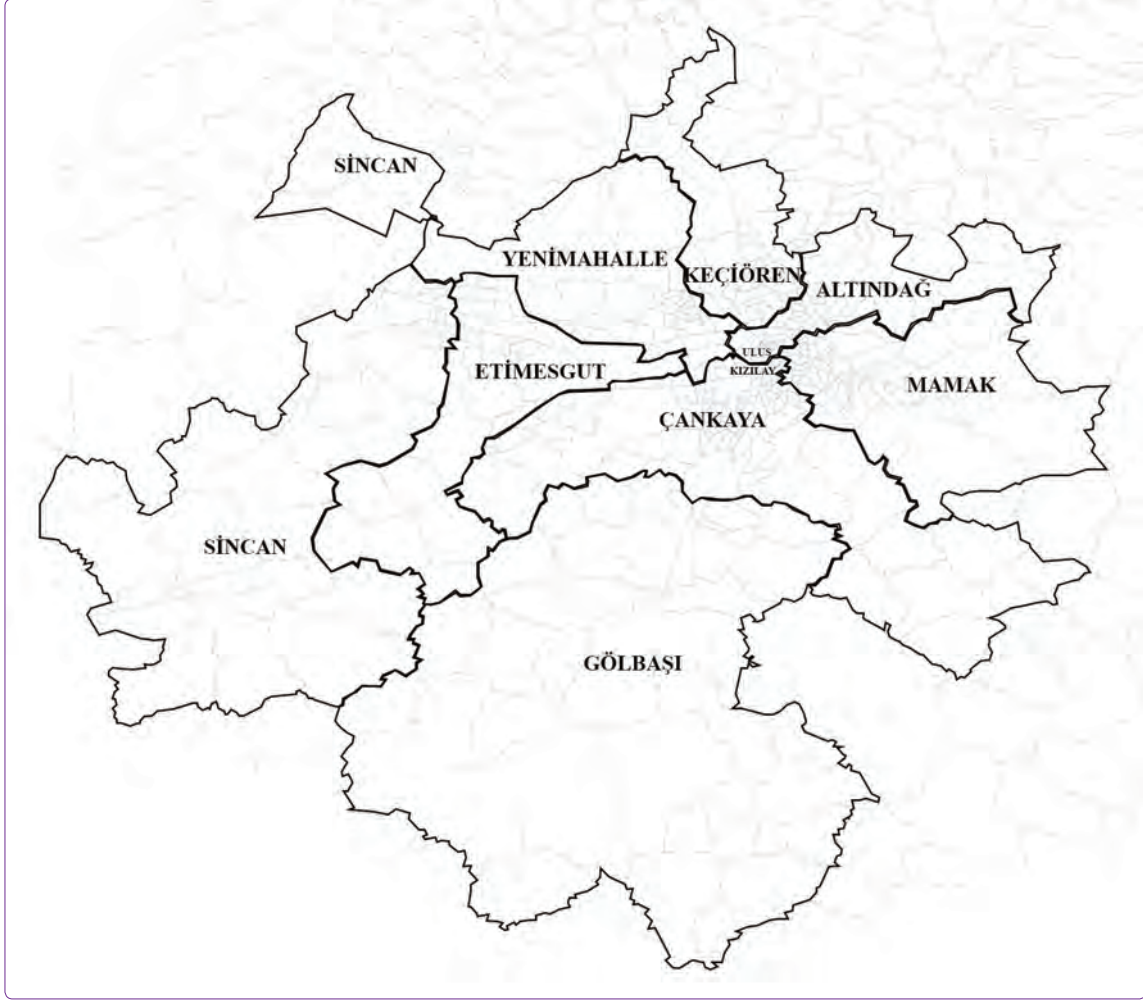 SİNCAN
YENİMAHALLE
KEÇİÖREN
ALTINDAĞ
ULUS
KIZILAY
ETİMESGUT
MAMAK
ÇANKAYA
SİNCAN
GÖLBAŞI